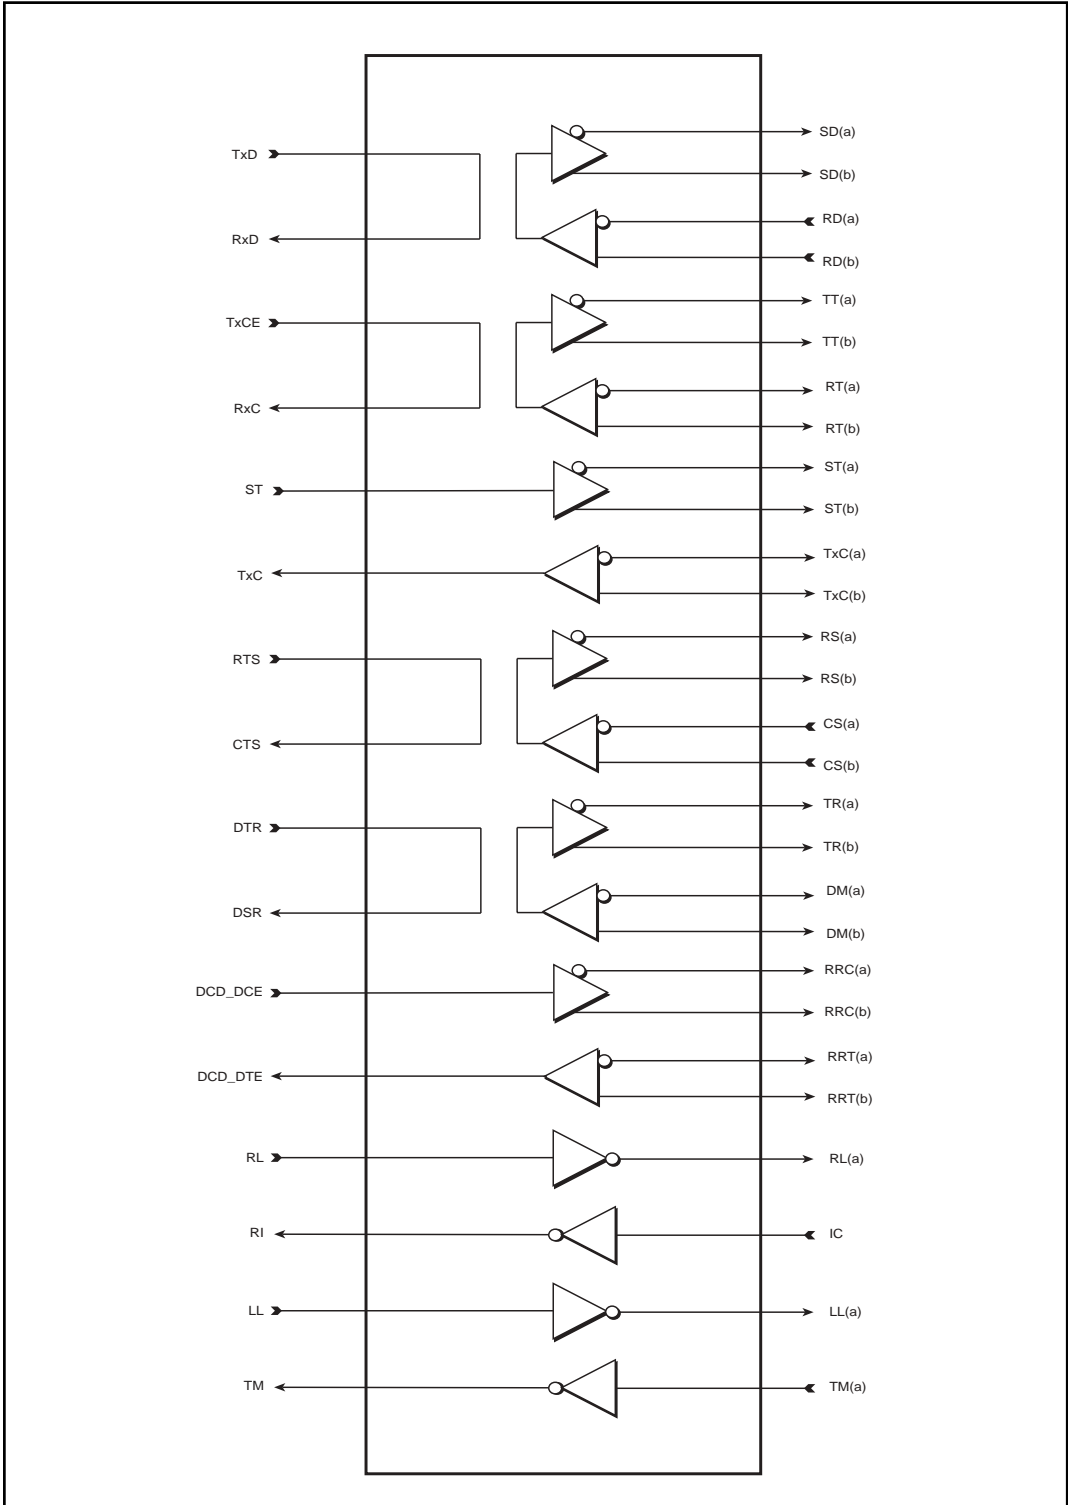 TxD
SD(a)
SD(b)
RxD
RD(a)
RD(b)
TxCE
TT(a)
TT(b)
RxC
RT(a)
RT(b)
ST
ST(a)
ST(b)
TxC
TxC(a)
TxC(b)
RTS
RS(a)
RS(b)
CTS
CS(a)
CS(b)
DTR
TR(a)
TR(b)
DSR
DM(a)
DM(b)
DCD_DCE
RRC(a)
RRC(b)
DCD_DTE
RRT(a)
RRT(b)
RL
RL(a)
RI
IC
LL
LL(a)
TM
TM(a)